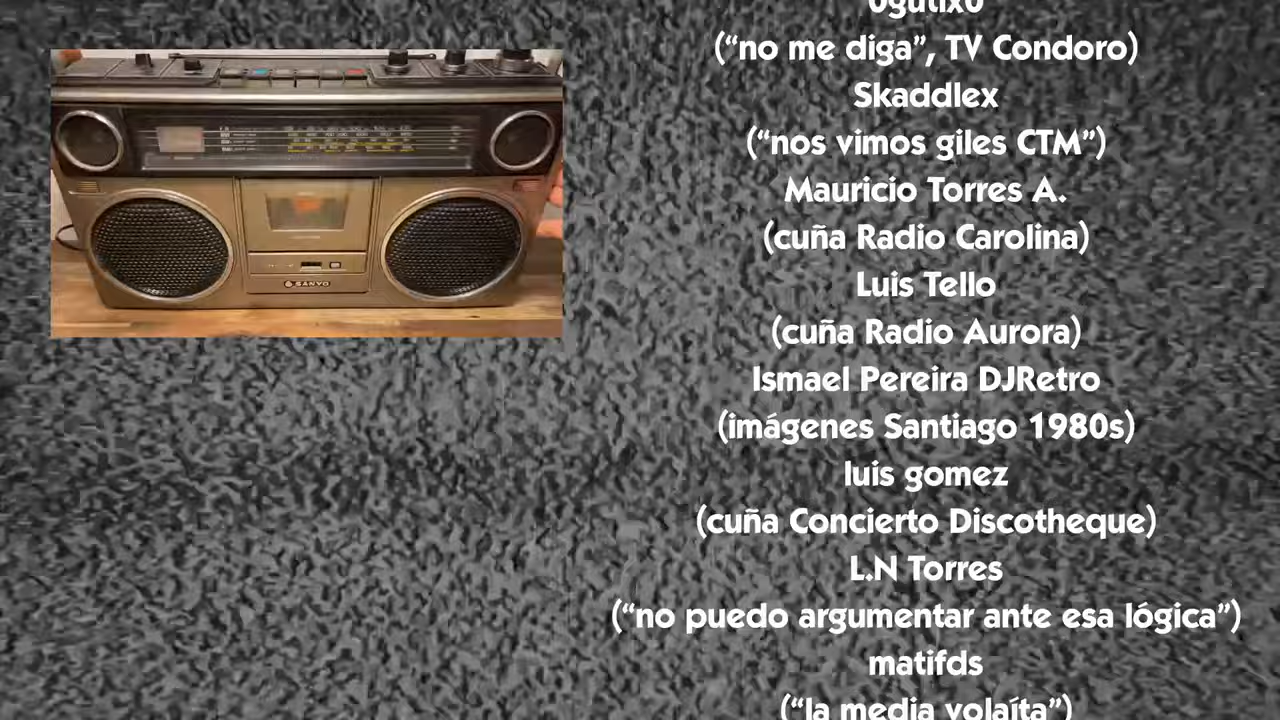 SANYO
0gutix0
(“no me diga”, TV Condoro)
Skaddlex
(“nos vimos giles CTM”)
Mauricio Torres A.
(cuña Radio Carolina)
Luis Tello
(cuña Radio Aurora)
Ismael Pereira DJRetro
(imágenes Santiago 1980s)
luis gomez
(cuña Concierto Discotheque)
L.N Torres
(“no puedo argumentar ante esa lógica”)
matifds
(“la media volaíta”)